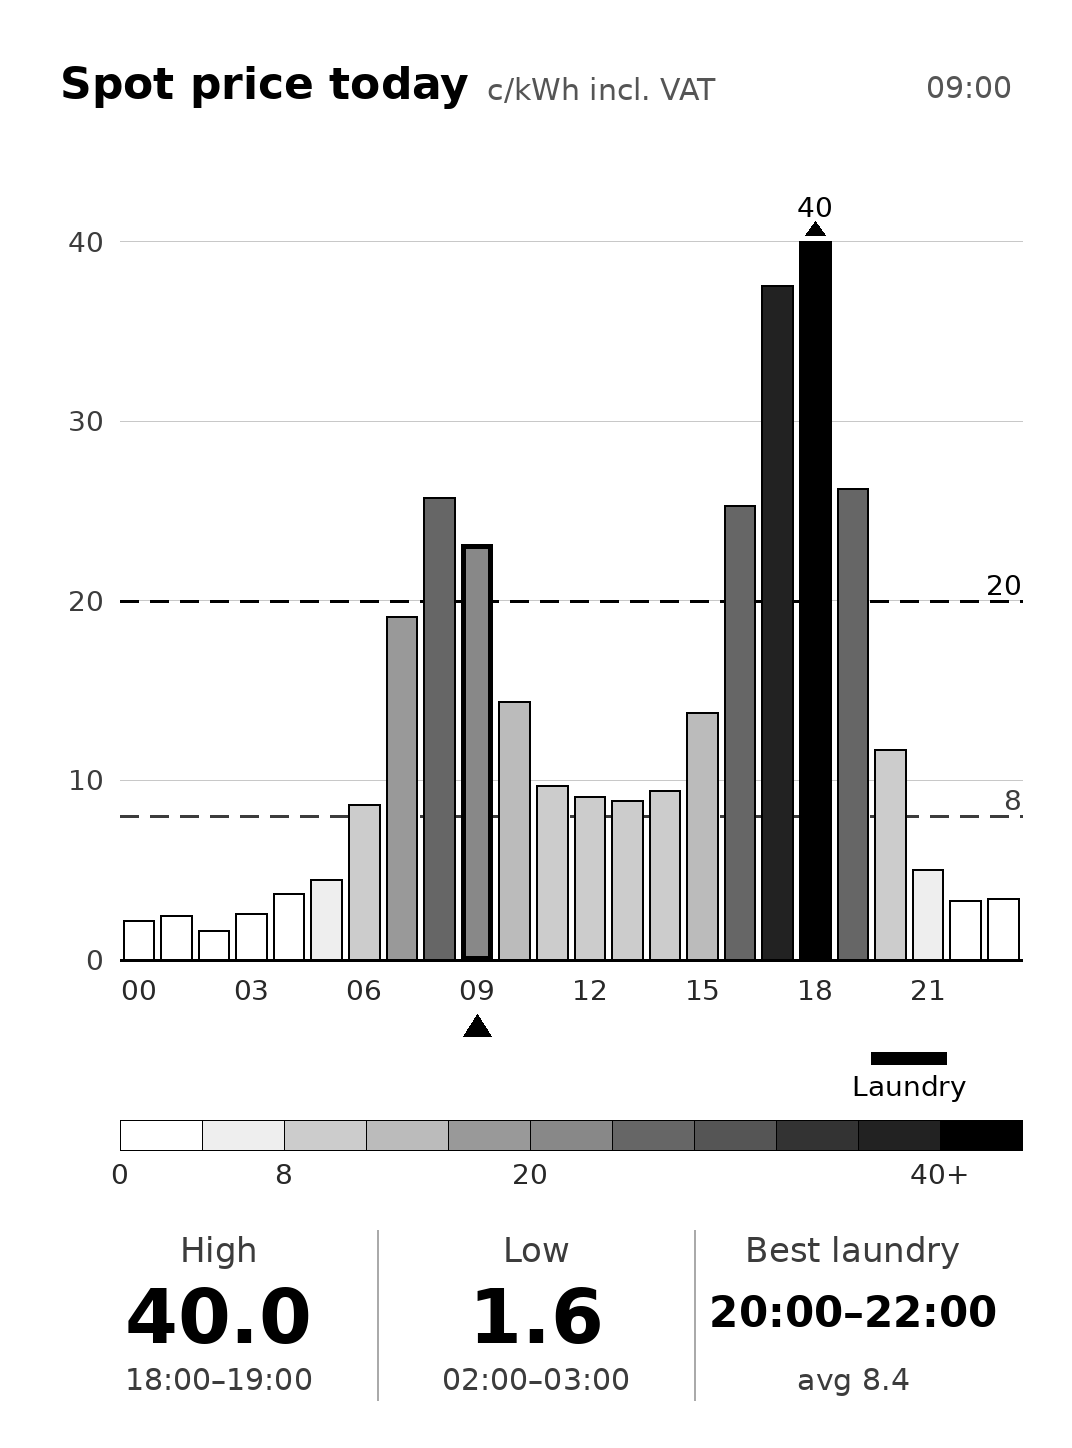 Spot price today c/kWh incl. VAT 09:00
40
40
30
20
20
10
8
0
00 03 06 09 12 15 18 21
Laundry
0 8 20 40+
High Low Best laundry
40.0 1.6 20:00–22:00
18:00–19:00 02:00–03:00 avg 8.4